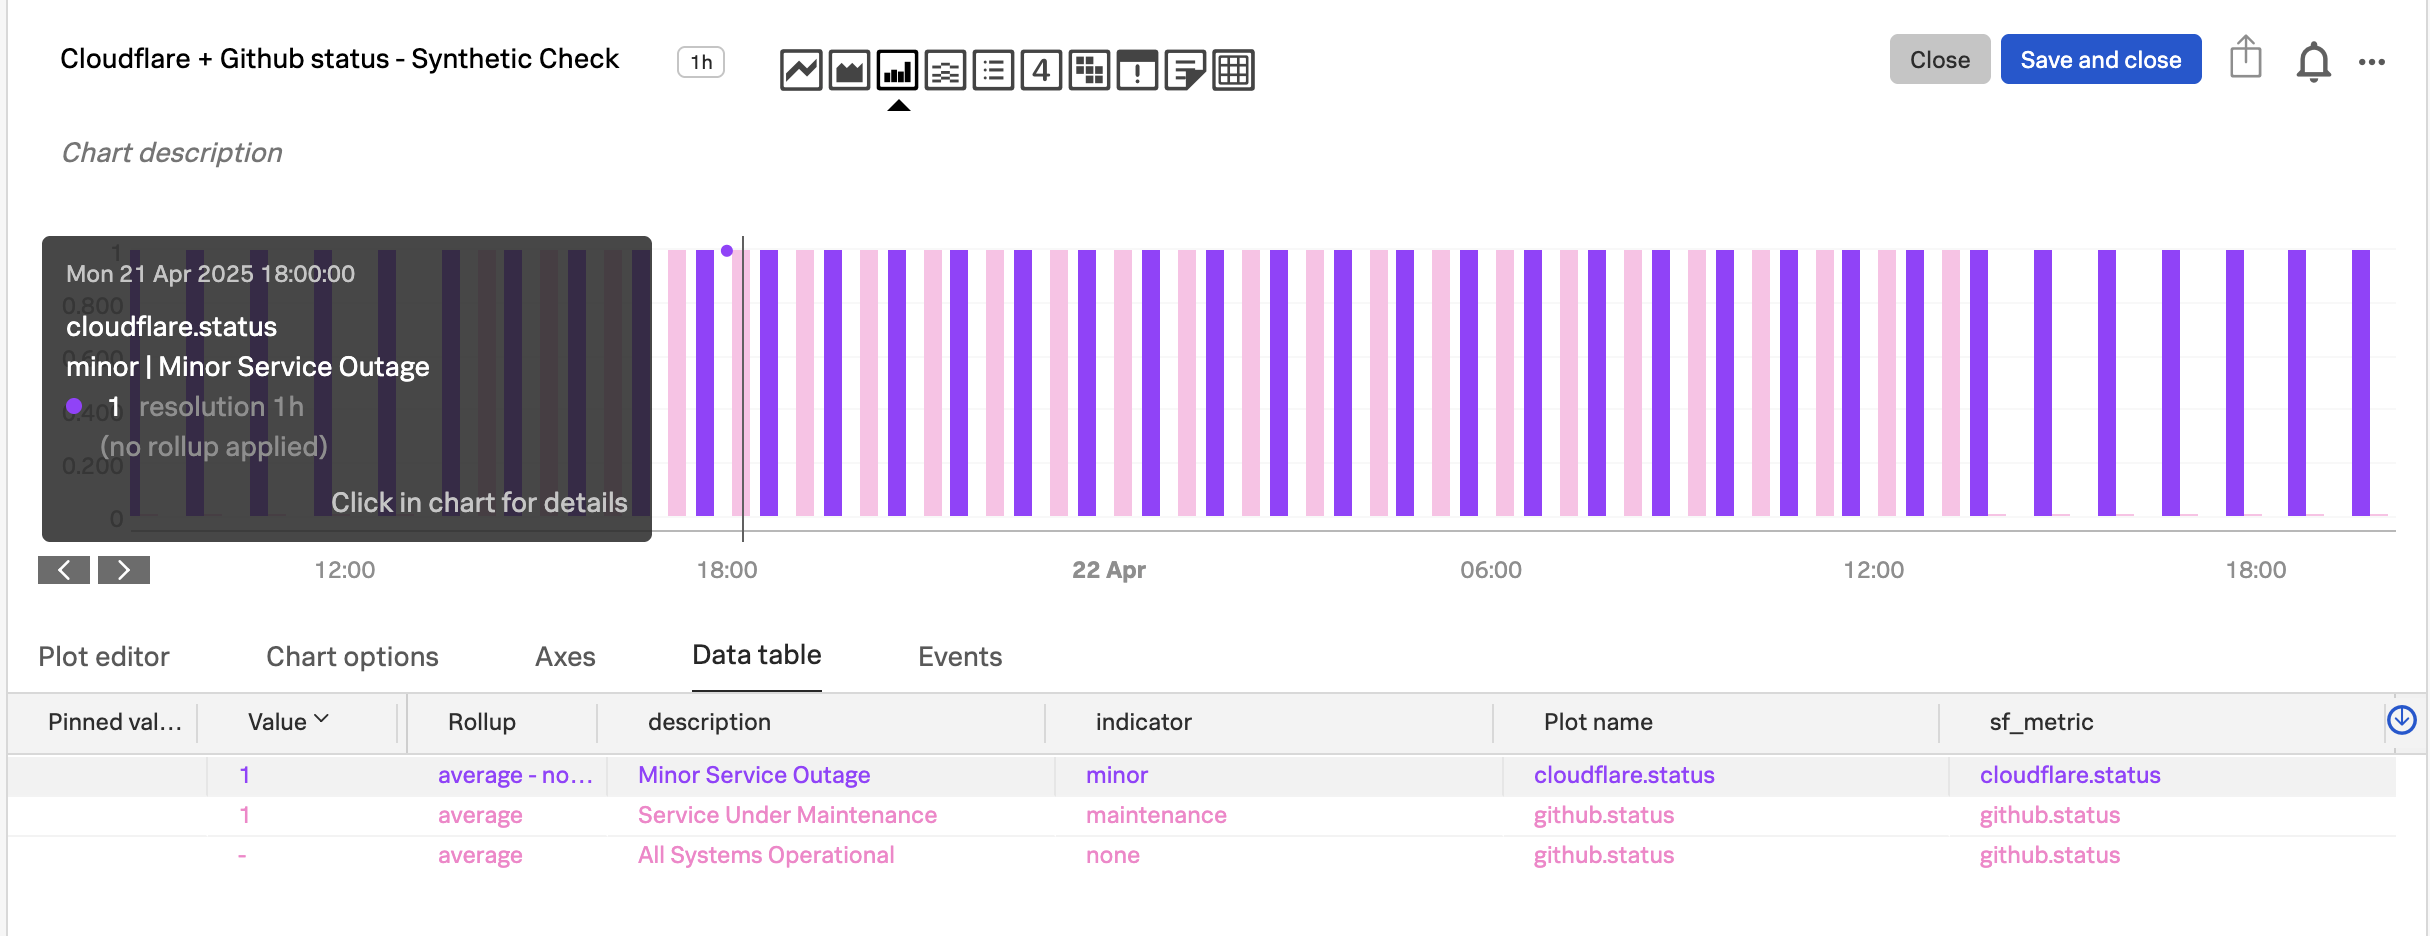 Cloudflare + Github status - Synthetic Check
1h
4
Close
Save and close
Chart description
1
0.800
0.600
0.400
0.200
0
Mon 21 Apr 2025 18:00:00
cloudflare.status
minor | Minor Service Outage
1 resolution 1h
(no rollup applied)
Click in chart for details
12:00 18:00 22 Apr 06:00 12:00 18:00
Plot editor Chart options Axes Data table Events
Pinned val... Value Rollup description indicator Plot name sf_metric
1 average - no... Minor Service Outage minor cloudflare.status cloudflare.status
1 average Service Under Maintenance maintenance github.status github.status
- average All Systems Operational none github.status github.status